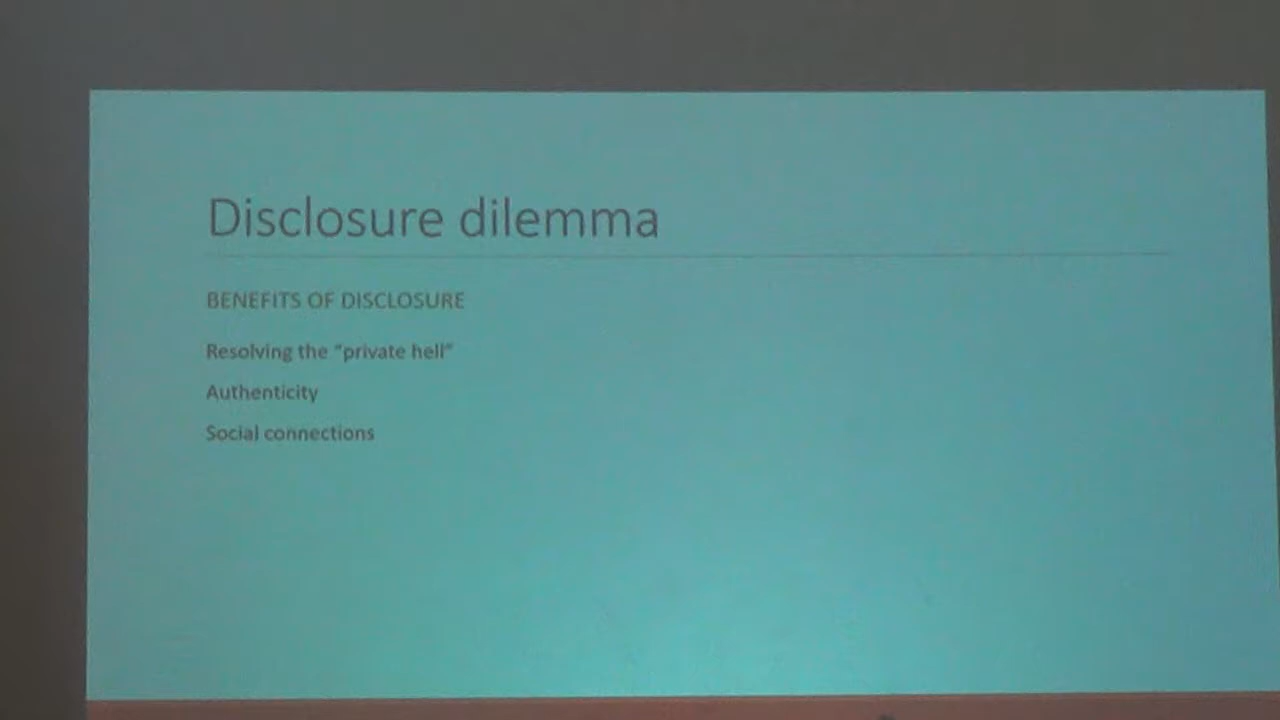 Disclosure dilemma
BENEFITS OF DISCLOSURE
Resolving the “private hell”
Authenticity
Social connections